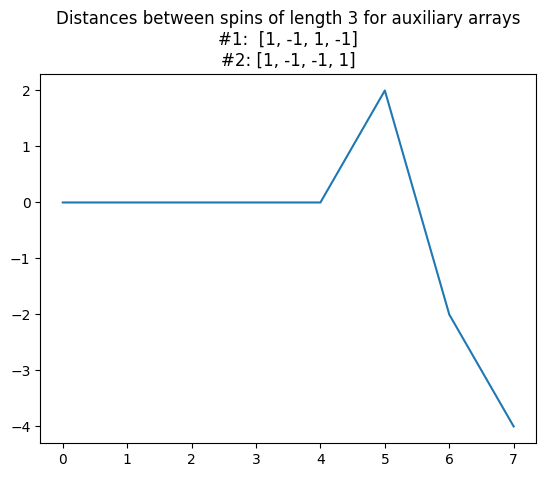 Distances between spins of length 3 for auxiliary arrays
#1:  [1, -1, 1, -1]
#2: [1, -1, -1, 1]
2
1
0
−1
−2
−3
−4
0 1 2 3 4 5 6 7